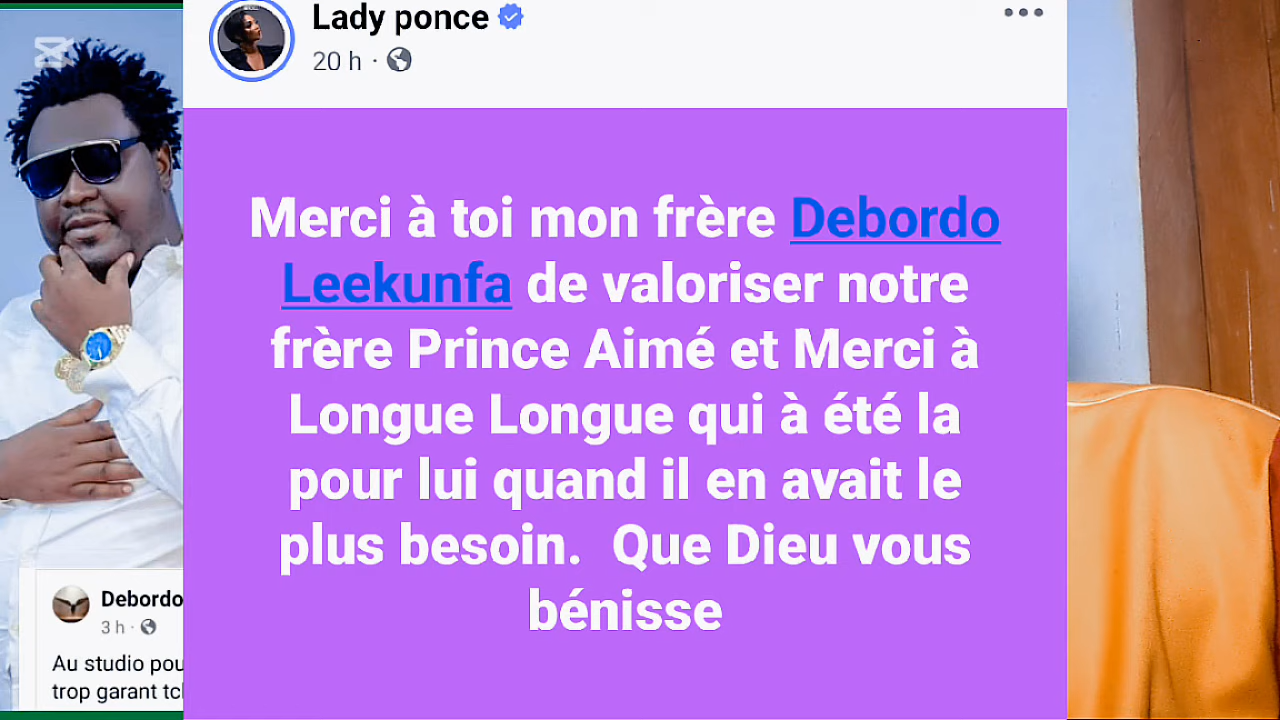 Lady ponce
20 h ·
Merci à toi mon frère Debordo
Leekunfa de valoriser notre
frère Prince Aimé et Merci à
Longue Longue qui à été la
pour lui quand il en avait le
plus besoin.  Que Dieu vous
bénisse
Debordo
3 h ·
Au studio pou
trop garant tcl